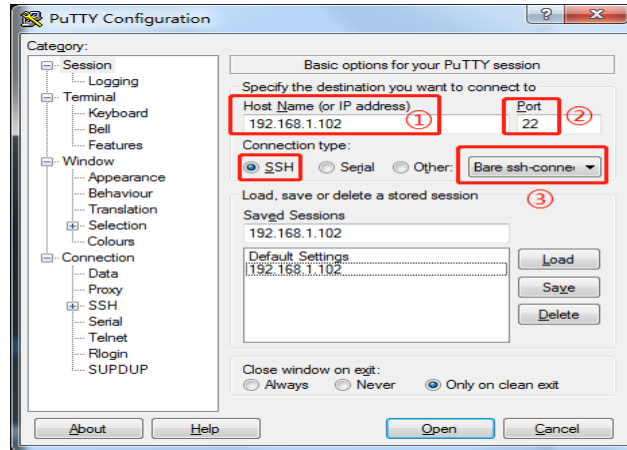 PuTTY Configuration
Category:
Session
Logging
Terminal
Keyboard
Bell
Features
Window
Appearance
Behaviour
Translation
Selection
Colours
Connection
Data
Proxy
SSH
Serial
Telnet
Rlogin
SUPDUP
Basic options for your PuTTY session
Specify the destination you want to connect to
Host Name (or IP address) Port
192.168.1.102 ① 22 ②
Connection type:
SSH Serial Other: Bare ssh-connec
③
Load, save or delete a stored session
Saved Sessions
192.168.1.102
Default Settings
192.168.1.102
Load
Save
Delete
Close window on exit:
Always Never Only on clean exit
About Help Open Cancel